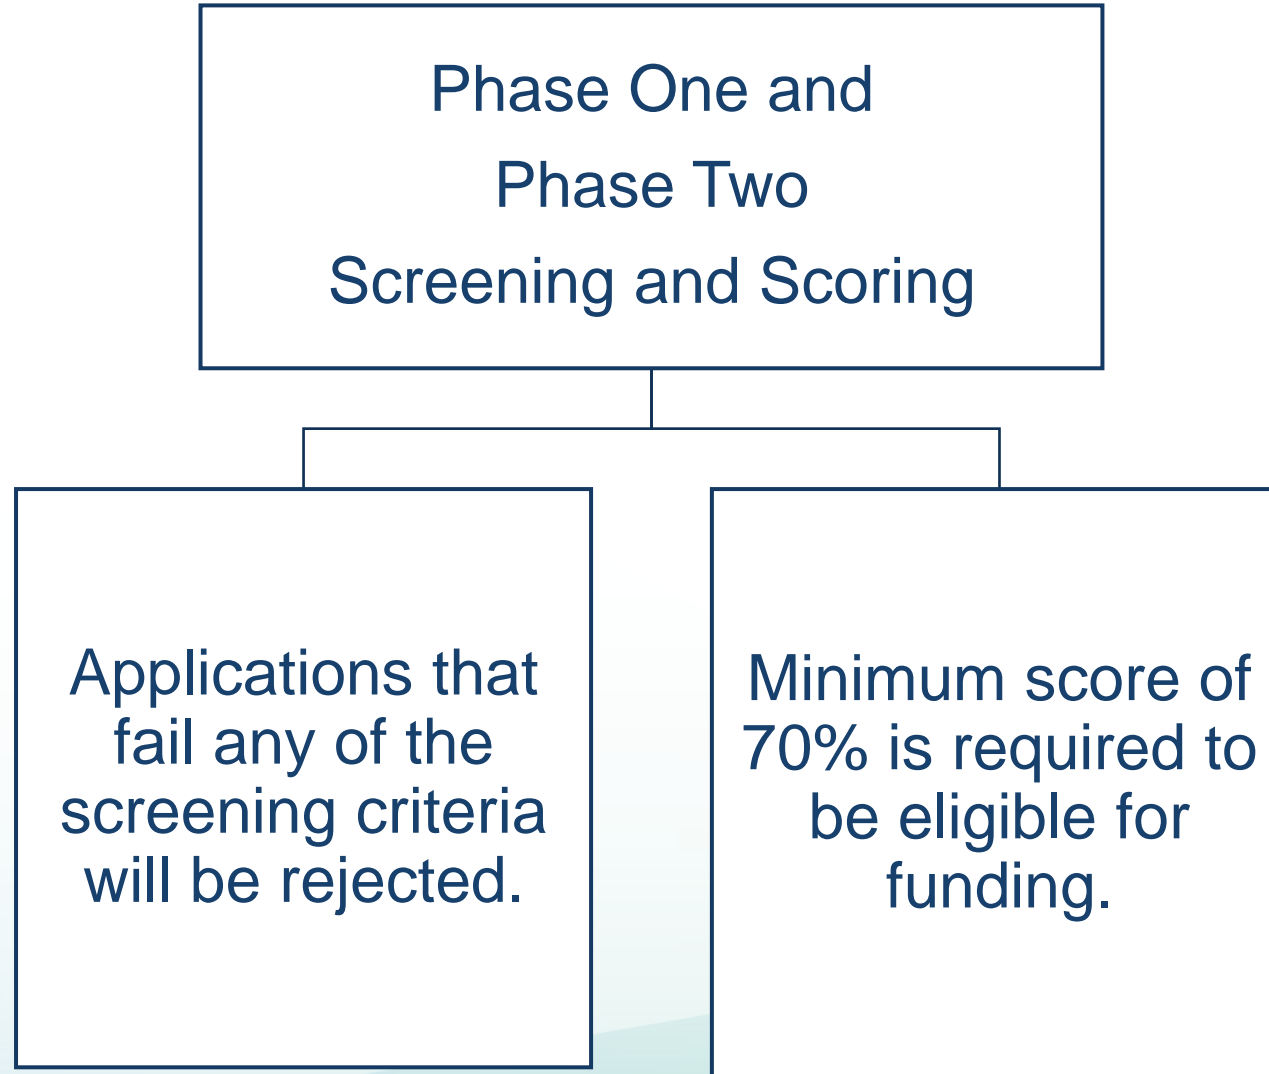 Phase One and
Phase Two
Screening and Scoring
Applications that
fail any of the
screening criteria
will be rejected.
Minimum score of
70% is required to
be eligible for
funding.